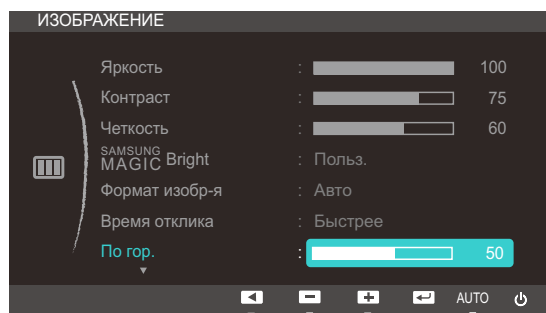 ИЗОБРАЖЕНИЕ
Яркость : 100
Контраст : 75
Четкость : 60
SAMSUNG MAGIC Bright : Польз.
Формат изобр-я : Авто
Время отклика : Быстрее
По гор. : 50
AUTO